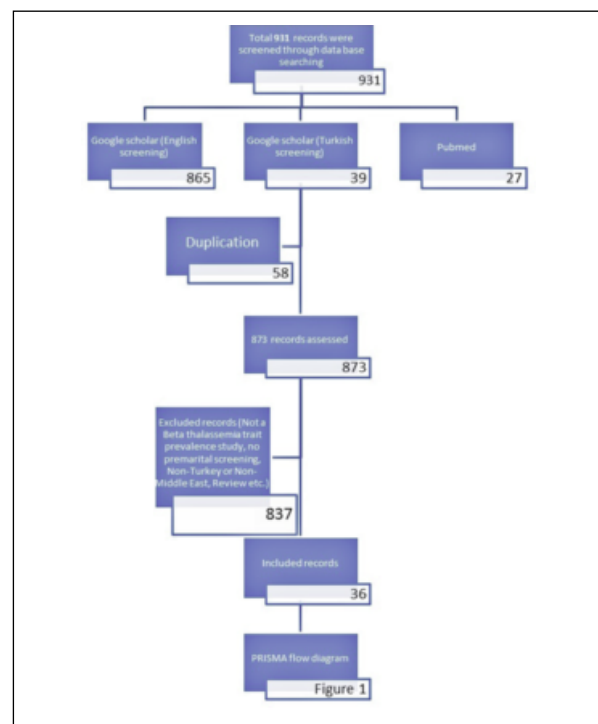 Total 931 records were
screened through data base
searching
931
Google scholar (English
screening)
865
Google scholar (Turkish
screening)
39
Pubmed
27
Duplication
58
873 records assessed
873
Excluded records (Not a
Beta thalassemia trait
prevalence study, no
premarital screening,
Non-Turkey or Non-
Middle East, Review etc.)
837
Included records
36
PRISMA flow diagram
Figure 1